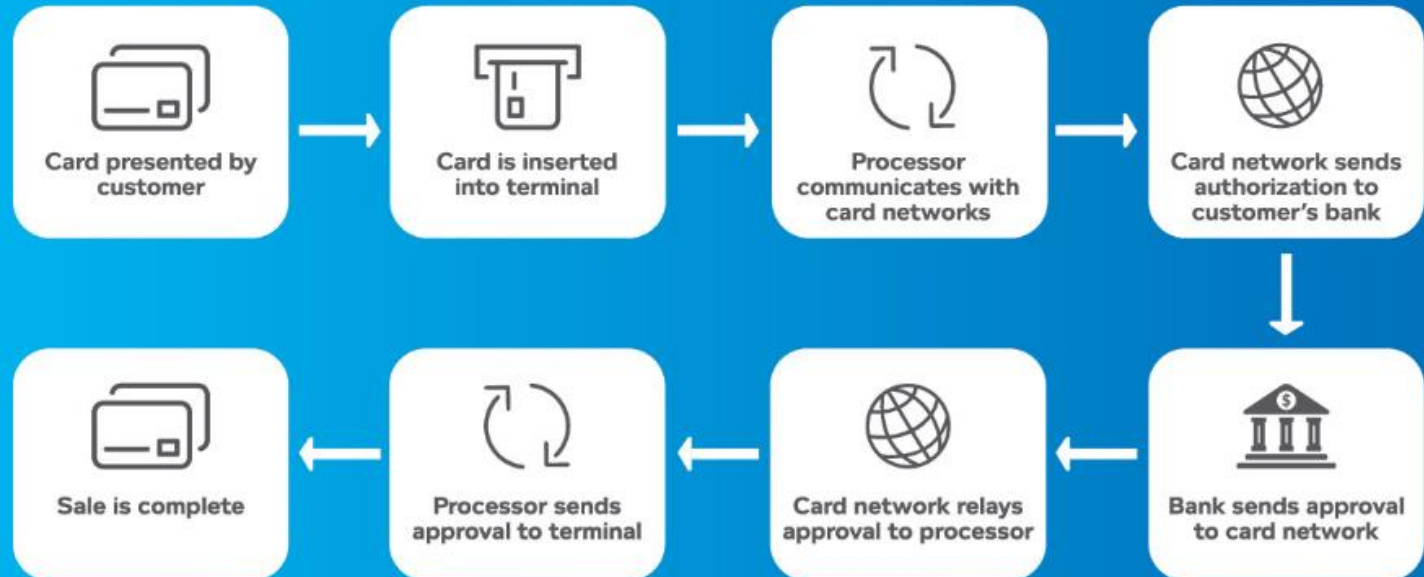 Card presented by
customer
Card is inserted
into terminal
Processor
communicates with
card networks
Card network sends
authorization to
customer's bank
$
Bank sends approval
to card network
Card network relays
approval to processor
Processor sends
approval to terminal
Sale is complete